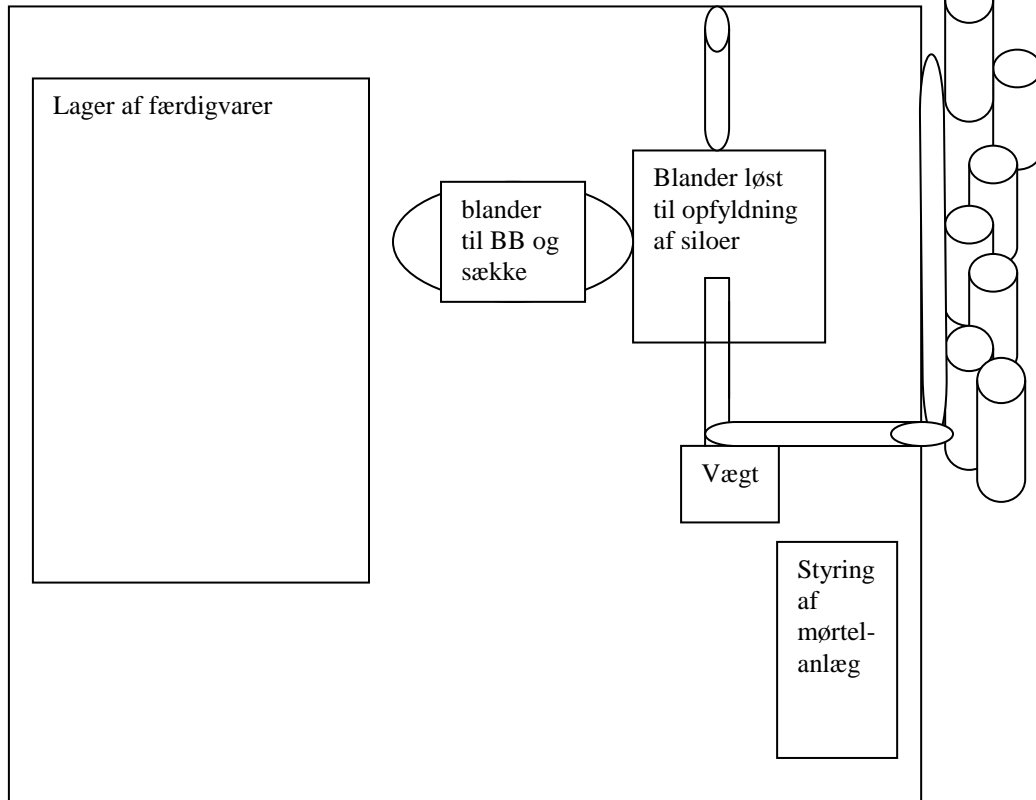 Lager af færdigvarer
blander
til BB og
sække
Blander løst
til opfyldning
af siloer
Vægt
Styring
af
mørtel-
anlæg